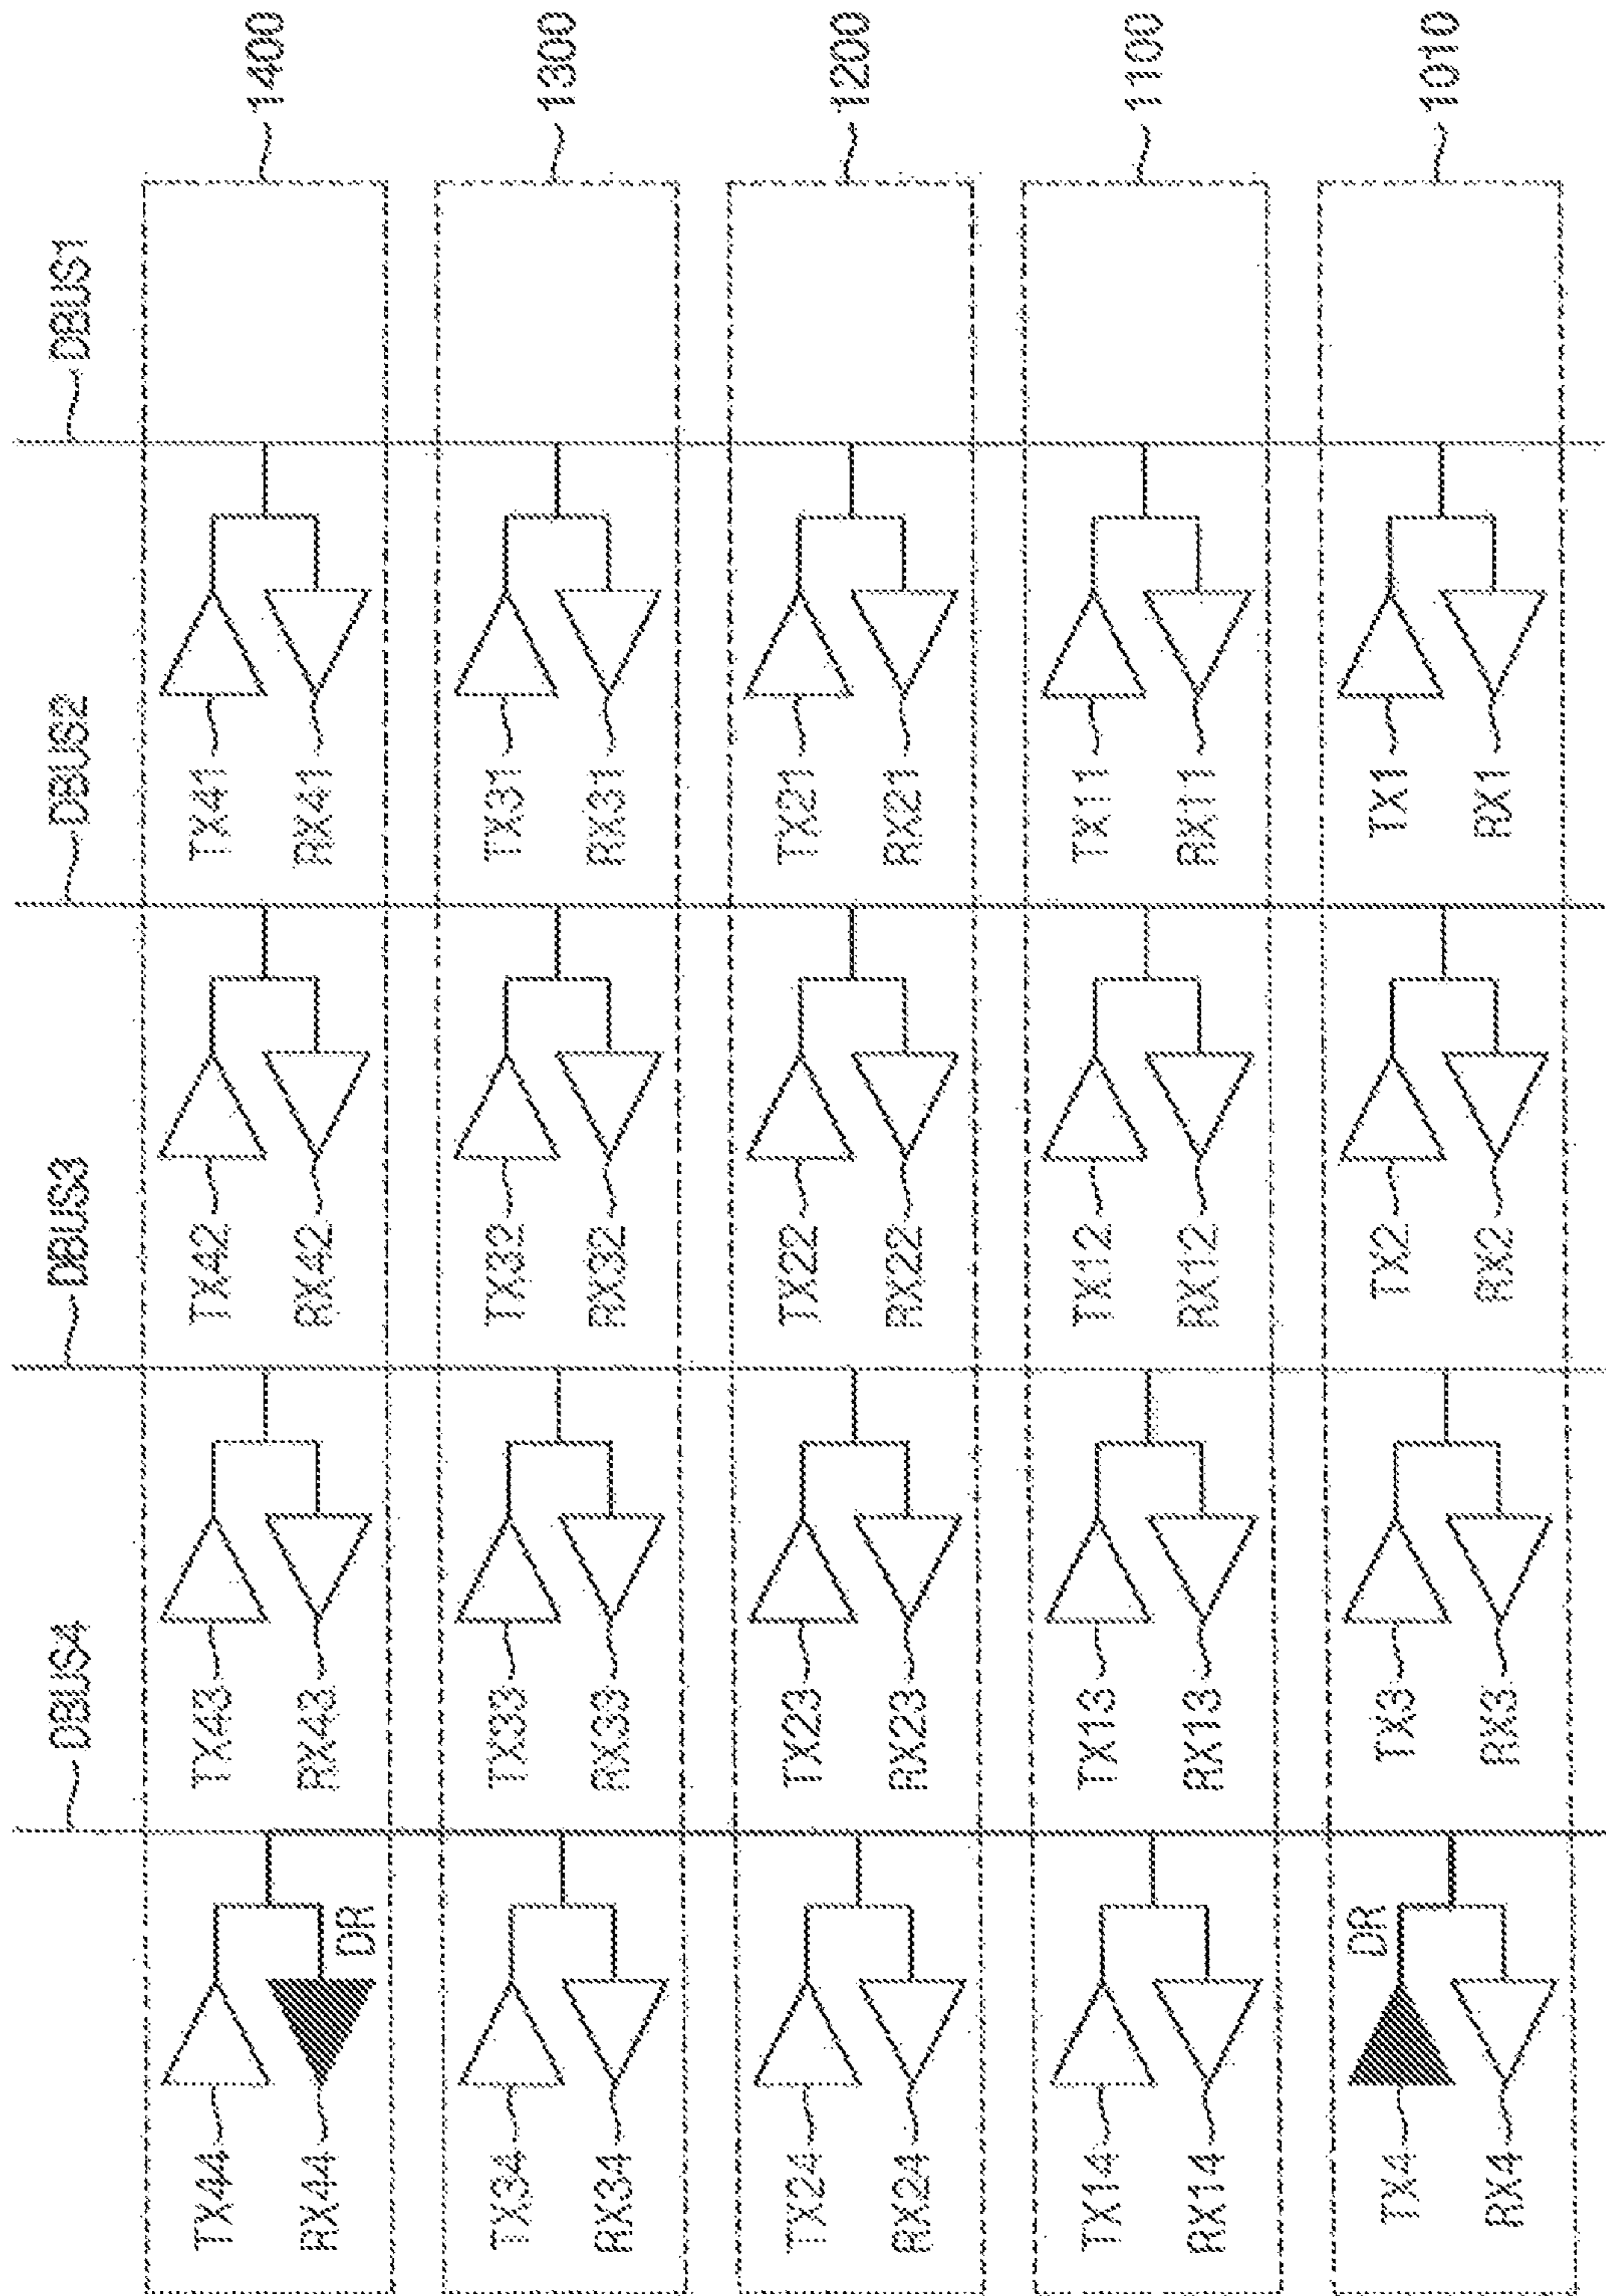 DBUS4 DBUS3 DBUS2 DBUS1
TX44 TX43 TX42 TX41 1400
RX44 RX43 RX42 RX41
DR
TX34 TX33 TX32 TX31 1300
RX34 RX33 RX32 RX31
TX24 TX23 TX22 TX21 1200
RX24 RX23 RX22 RX21
TX14 TX13 TX12 TX11 1100
RX14 RX13 RX12 RX11
DR
TX4 TX3 TX2 TX1 1010
RX4 RX3 RX2 RX1